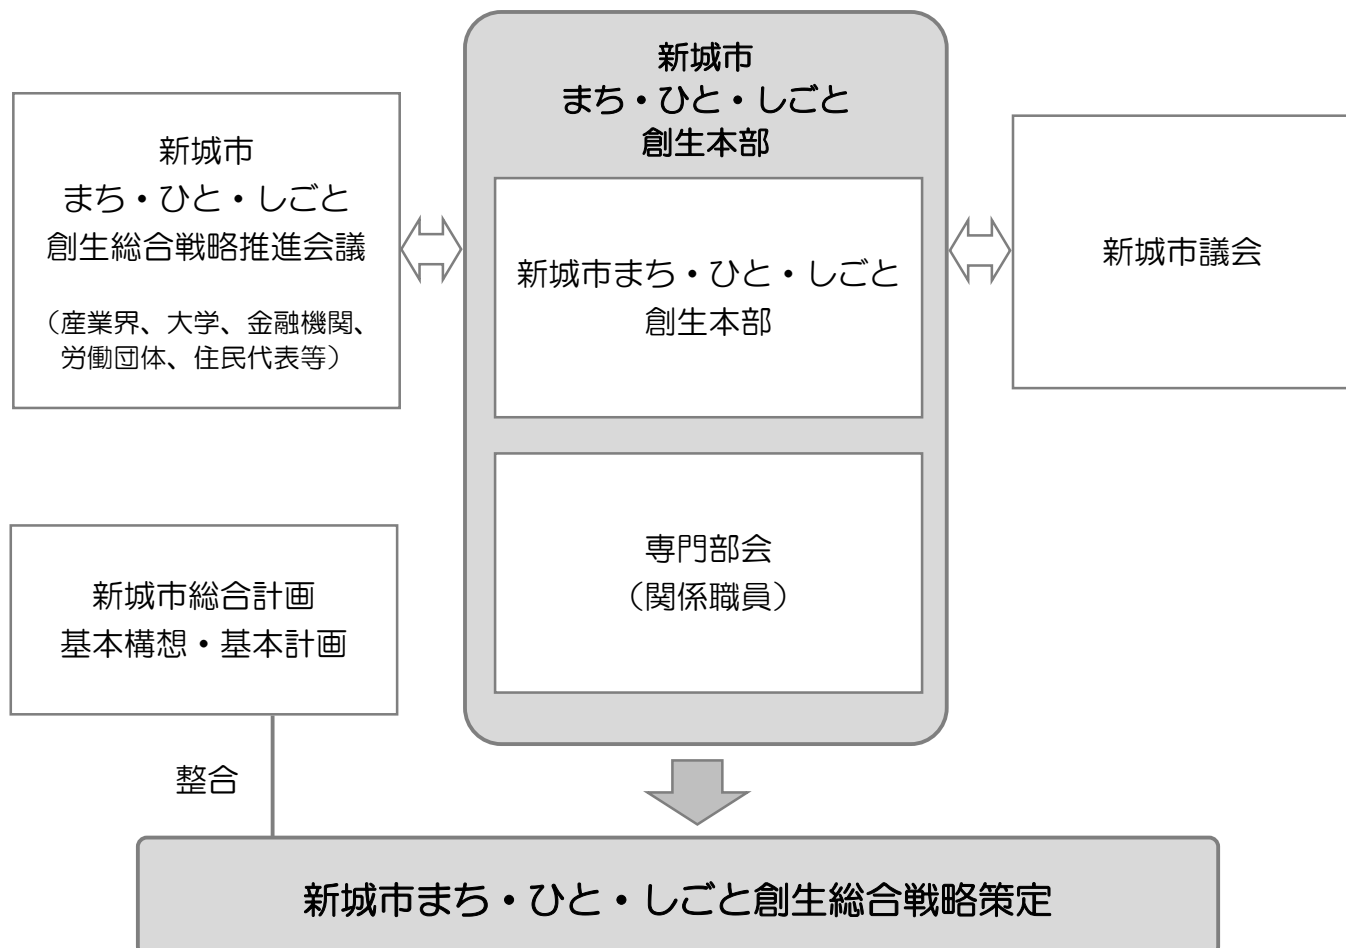 新城市
まち・ひと・しごと
創生本部
新城市
まち・ひと・しごと
創生総合戦略推進会議
（産業界、大学、金融機関、
労働団体、住民代表等）
新城市まち・ひと・しごと
創生本部
新城市議会
専門部会
（関係職員）
新城市総合計画
基本構想・基本計画
整合
新城市まち・ひと・しごと創生総合戦略策定